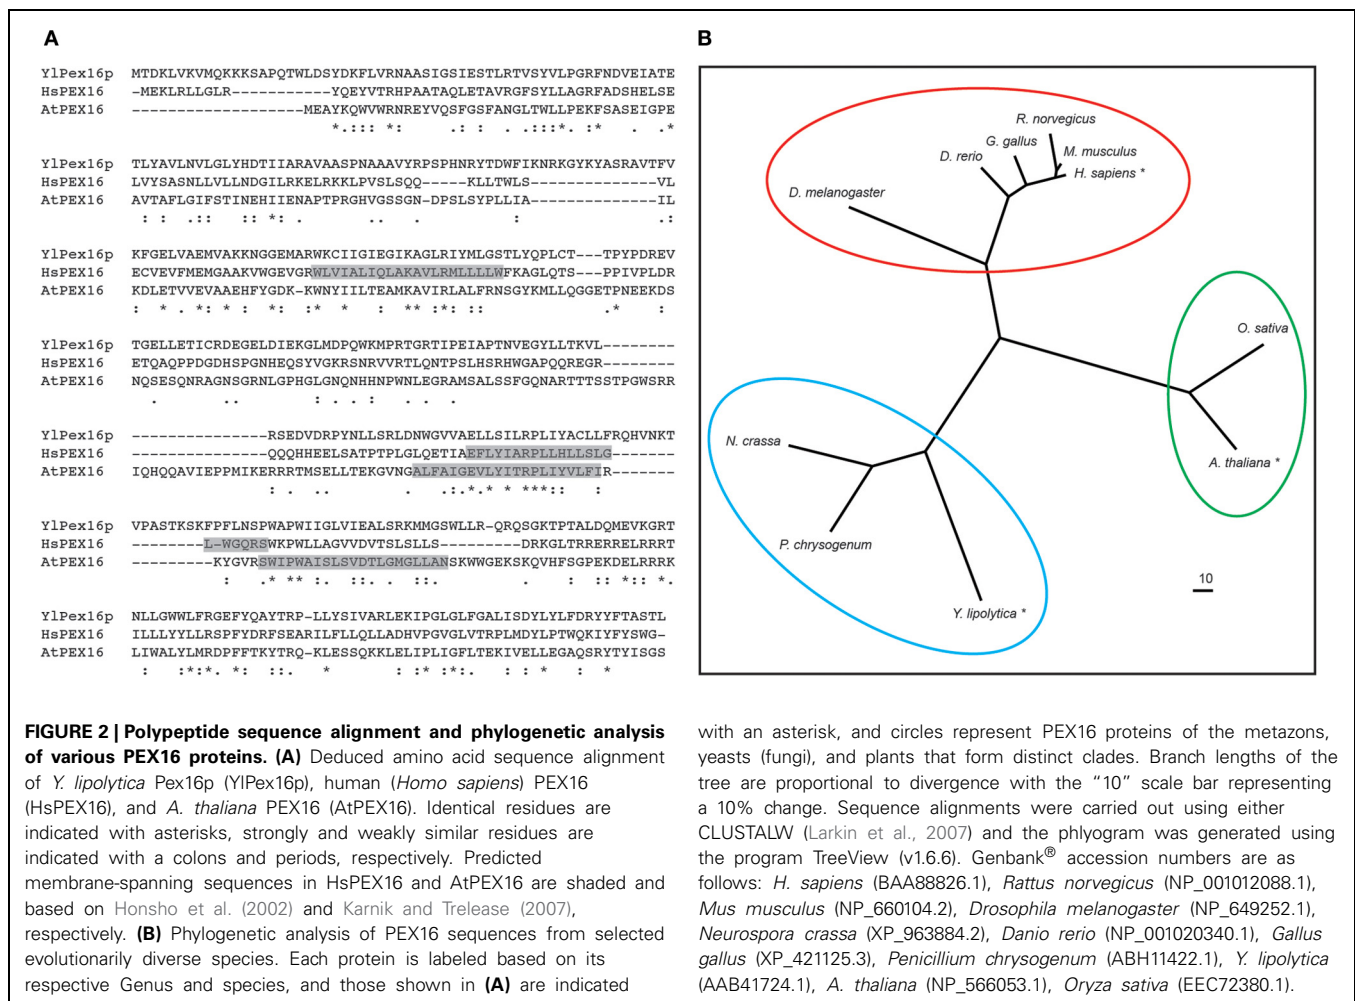 A
YlPex16p MTDKLVKVMQKKKSAPQTWLDSYDKFLVRNAASIGSIESTLRTVSYVLPGRFNDVEIATE
HsPEX16 -MEKLRLLGLR-----------YQEYVTRHPAATAQLETAVRGFSYLLAGRFADSHELSE
AtPEX16 -------------------MEAYKQWVWRNREYVQSFGSFANGLTWLLPEKFSASEIGPE
*.::: *: .: : . .:::*. :* . .*
YlPex16p TLYAVLNVLGLYHDTIIARAVAASPNAAAVYRPSPHNRYTDWFIKNRKGYKYASRAVTFV
HsPEX16 LVYSASNLLVLLNDGILRKELRKKLPVSLSQQ-----KLLTWLS--------------VL
AtPEX16 AVTAFLGIFSTINEHIIENAPTPRGHVGSSGN-DPSLSYPLLIA--------------IL
: : .:: :: *: .. . : .:
YlPex16p KFGELVAEMVAKKNGGEMARWKCIIGIEGIKAGLRIYMLGSTLYQPLCT---TPYPDREV
HsPEX16 ECVEVFMEMGAAKVWGEVGRWLVIALIQLAKAVLRMLLLLWFKAGLQTS---PPIVPLDR
AtPEX16 KDLETVVEVAAEHFYGDK-KWNYIILTEAMKAVIRLALFRNSGYKMLLQGGETPNEEKDS
: * . *: * : *: :* * : ** :*: :: .* :
YlPex16p TGELLETICRDEGELDIEKGLMDPQWKMPRTGRTIPEIAPTNVEGYLLTKVL--------
HsPEX16 ETQAQPPDGDHSPGNHEQSYVGKRSNRVVRTLQNTPSLHSRHWGAPQQREGR--------
AtPEX16 NQSESQNRAGNSGRNLGPHGLGNQNHHNPWNLEGRAMSALSSFGQNARTTTSSTPGWSRR
. .. : . . : . . .
YlPex16p ---------------RSEDVDRPYNLLSRLDNWGVVAELLSILRPLIYACLLFRQHVNKT
HsPEX16 ---------------QQQHHEELSATPTPLGLQETIAEFLYIARPLLHLLSLG
AtPEX16 IQHQQAVIEPPMIKERRRTMSELLTEKGVNGALFAIGEVLYITRPLIYVLFIR-------
: . .. .:.* * * ***:: :
YlPex16p VPASTKSKFPFLNSPWAPWIIGLVIEALSRKMMGSWLLR-QRQSGKTPTALDQMEVKGRT
HsPEX16 --------L-WGQRSWKPWLLAGVVDVTSLSLLS---------DRKGLTRRERRELRRRT
AtPEX16 ---------KYGVRSWIPWAISLSVDTLGMGLLANSKWWGEKSKQVHFSGPEKDELRRRK
: .* ** :. ::. . ::. . : :: *:: *.
YlPex16p NLLGWWLFRGEFYQAYTRP-LLYSIVARLEKIPGLGLFGALISDYLYLFDRYYFTASTL
HsPEX16 ILLLYYLLRSPFYDRFSEARILFLLQLLADHVPGVGLVTRPLMDYLPTWQKIYFYSWG-
AtPEX16 LIWALYLMRDPFFTKYTRQ-KLESSQKKLELIPLIGFLTEKIVELLEGAQSRYTYISGS
: :*:*. *: ::. * : :* :*:. : : * : *
B
R. norvegicus
G. gallus
D. rerio
M. musculus
H. sapiens *
D. melanogaster
O. sativa
A. thaliana *
N. crassa
P. chrysogenum
Y. lipolytica *
10
FIGURE 2 | Polypeptide sequence alignment and phylogenetic analysis
of various PEX16 proteins. (A) Deduced amino acid sequence alignment
of Y. lipolytica Pex16p (YlPex16p), human (Homo sapiens) PEX16
(HsPEX16), and A. thaliana PEX16 (AtPEX16). Identical residues are
indicated with asterisks, strongly and weakly similar residues are
indicated with a colons and periods, respectively. Predicted
membrane-spanning sequences in HsPEX16 and AtPEX16 are shaded and
based on Honsho et al. (2002) and Karnik and Trelease (2007),
respectively. (B) Phylogenetic analysis of PEX16 sequences from selected
evolutionarily diverse species. Each protein is labeled based on its
respective Genus and species, and those shown in (A) are indicated
with an asterisk, and circles represent PEX16 proteins of the metazons,
yeasts (fungi), and plants that form distinct clades. Branch lengths of the
tree are proportional to divergence with the “10” scale bar representing
a 10% change. Sequence alignments were carried out using either
CLUSTALW (Larkin et al., 2007) and the phlyogram was generated using
the program TreeView (v1.6.6). Genbank® accession numbers are as
follows: H. sapiens (BAA88826.1), Rattus norvegicus (NP_001012088.1),
Mus musculus (NP_660104.2), Drosophila melanogaster (NP_649252.1),
Neurospora crassa (XP_963884.2), Danio rerio (NP_001020340.1), Gallus
gallus (XP_421125.3), Penicillium chrysogenum (ABH11422.1), Y. lipolytica
(AAB41724.1), A. thaliana (NP_566053.1), Oryza sativa (EEC72380.1).